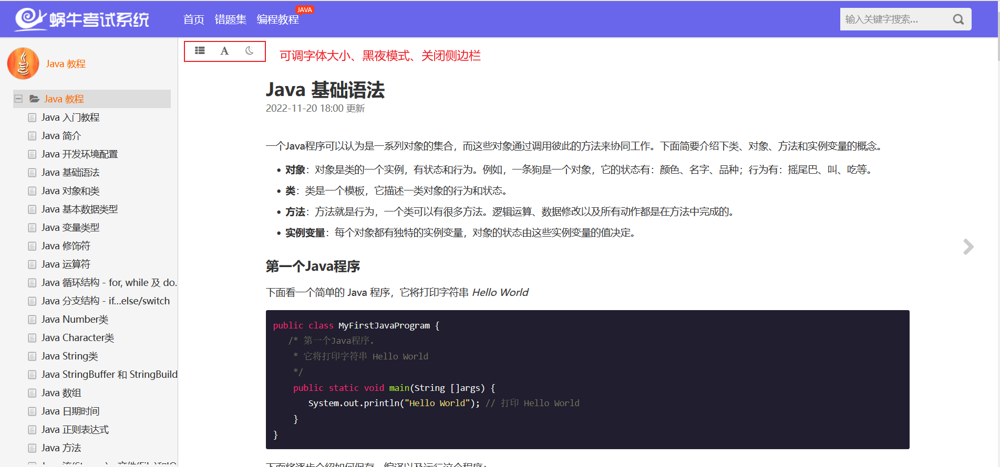 蜗牛考试系统
首页 错题集 编程教程 JAVA
输入关键字搜索...
Java 教程
Java 教程
Java 入门教程
Java 简介
Java 开发环境配置
Java 基础语法
Java 对象和类
Java 基本数据类型
Java 变量类型
Java 修饰符
Java 运算符
Java 循环结构 - for, while 及 do.
Java 分支结构 - if...else/switch
Java Number类
Java Character类
Java String类
Java StringBuffer 和 StringBuild
Java 数组
Java 日期时间
Java 正则表达式
Java 方法
A
可调字体大小、黑夜模式、关闭侧边栏
Java 基础语法
2022-11-20 18:00 更新
一个Java程序可以认为是一系列对象的集合，而这些对象通过调用彼此的方法来协同工作。下面简要介绍下类、对象、方法和实例变量的概念。
• 对象：对象是类的一个实例，有状态和行为。例如，一条狗是一个对象，它的状态有：颜色、名字、品种；行为有：摇尾巴、叫、吃等。
• 类：类是一个模板，它描述一类对象的行为和状态。
• 方法：方法就是行为，一个类可以有很多方法。逻辑运算、数据修改以及所有动作都是在方法中完成的。
• 实例变量：每个对象都有独特的实例变量，对象的状态由这些实例变量的值决定。
第一个Java程序
下面看一个简单的 Java 程序，它将打印字符串 Hello World
public class MyFirstJavaProgram {
/* 第一个Java程序.
* 它将打印字符串 Hello World
*/
public static void main(String []args) {
System.out.println("Hello World"); // 打印 Hello World
}
}
下面将逐步介绍如何保存、编译以及运行这个程序：